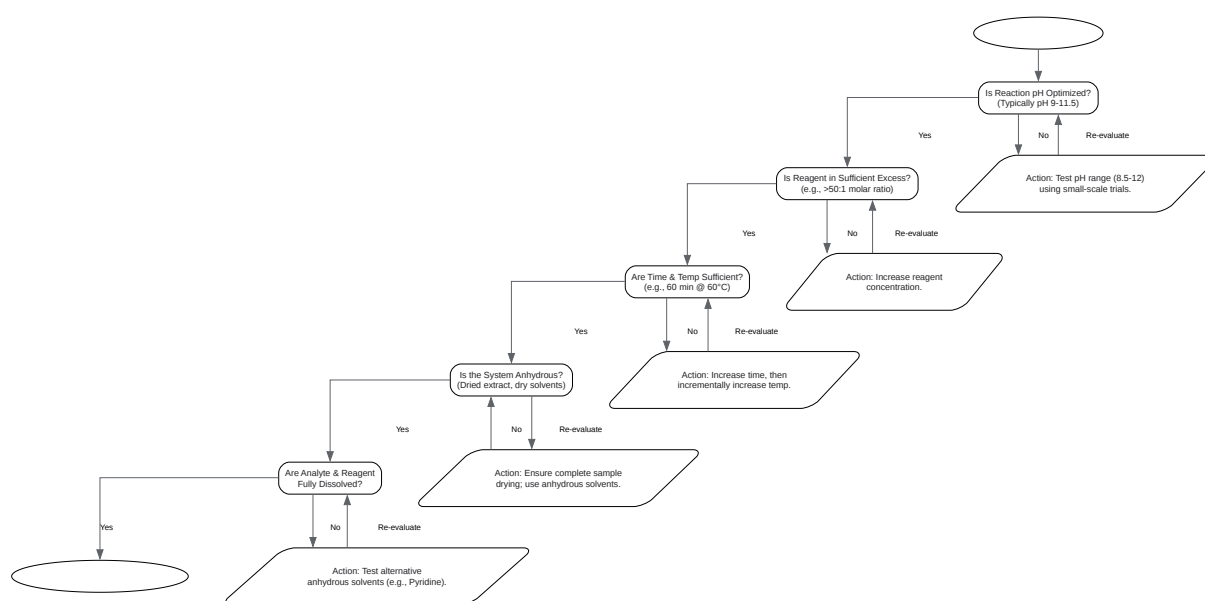 Is Reaction pH Optimized?
(Typically pH 9-11.5)
Yes
No
Re-evaluate
Action: Test pH range (8.5-12)
using small-scale trials.
Is Reagent in Sufficient Excess?
(e.g., >50:1 molar ratio)
Yes
No
Re-evaluate
Action: Increase reagent
concentration.
Are Time & Temp Sufficient?
(e.g., 60 min @ 60°C)
Yes
No
Re-evaluate
Action: Increase time, then
incrementally increase temp.
Is the System Anhydrous?
(Dried extract, dry solvents)
Yes
No
Re-evaluate
Action: Ensure complete sample
drying; use anhydrous solvents.
Are Analyte & Reagent
Fully Dissolved?
Yes
No
Re-evaluate
Action: Test alternative
anhydrous solvents (e.g., Pyridine).